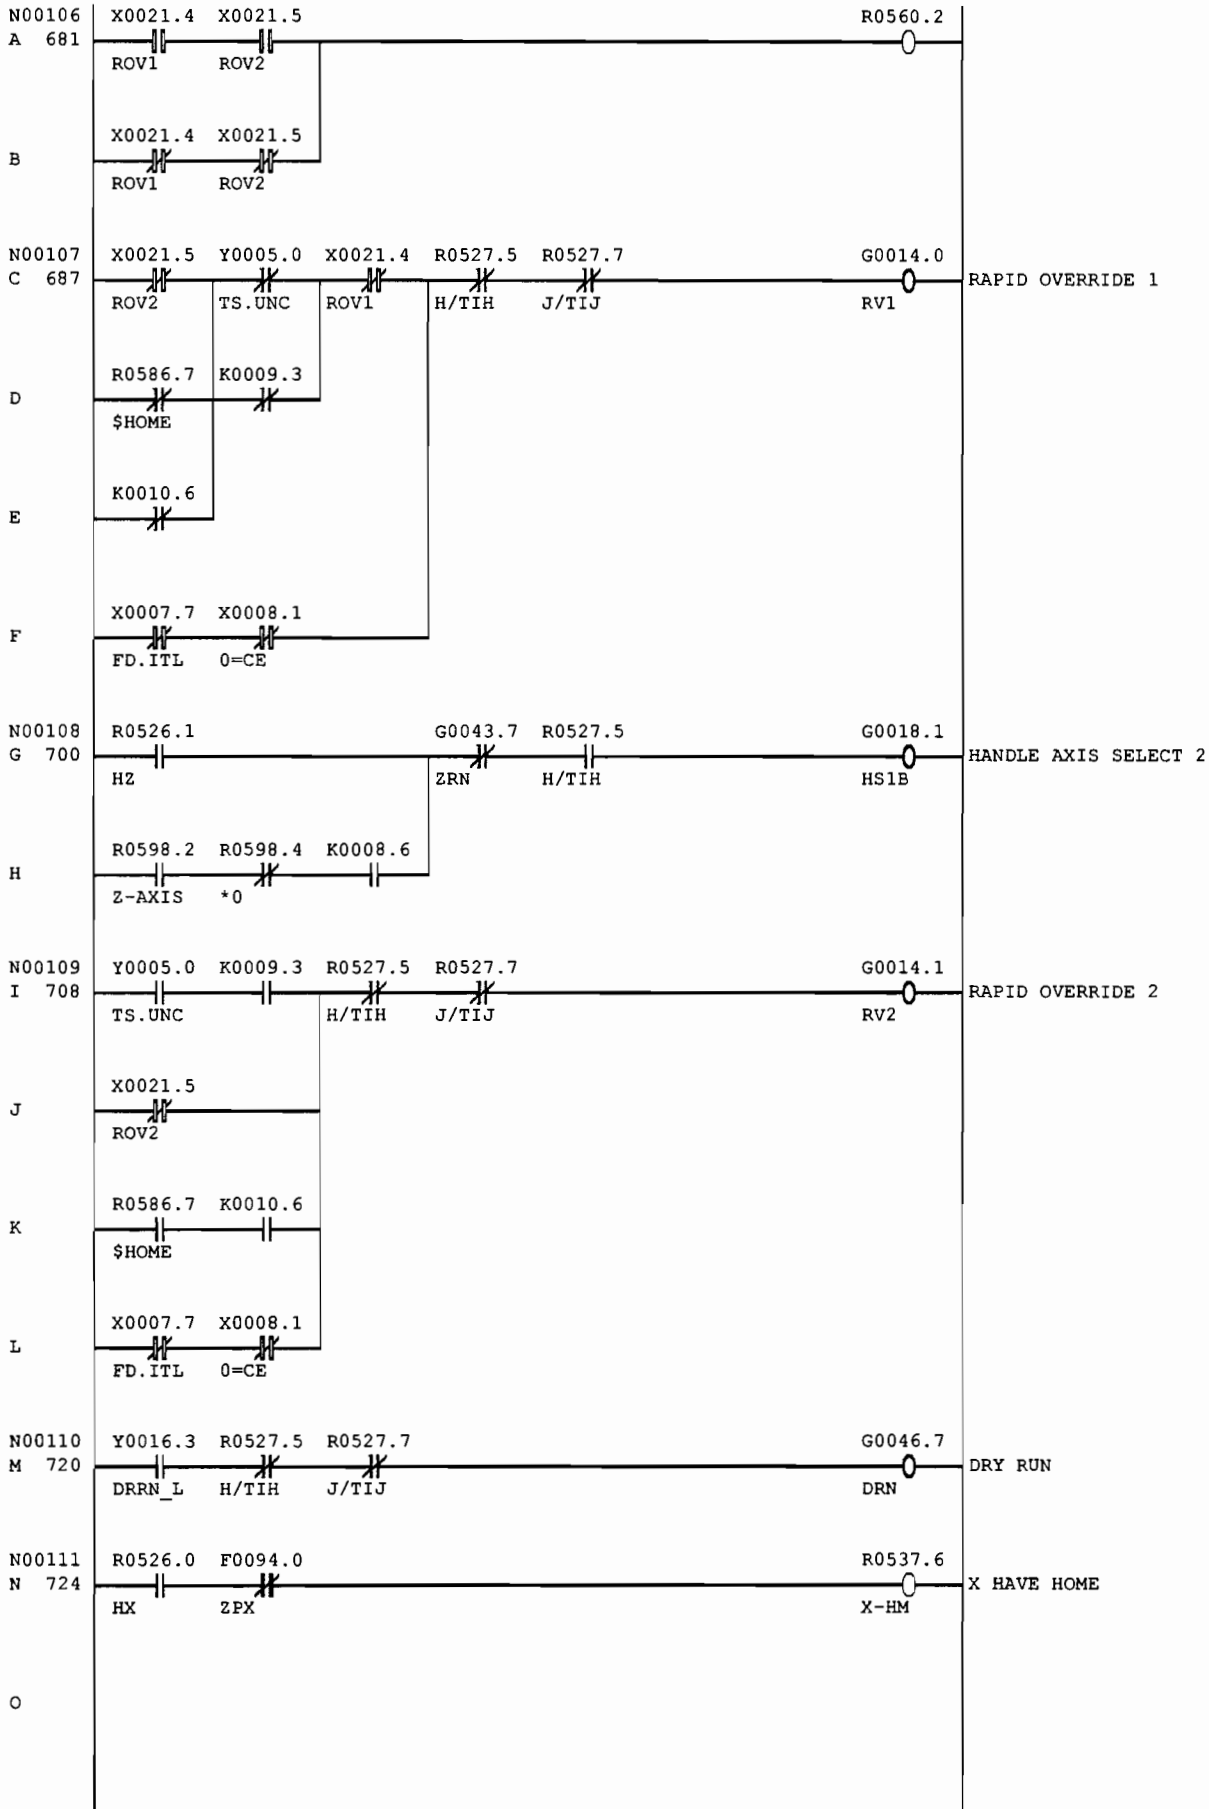 N00106 X0021.4 X0021.5 R0560.2
A 681
ROV1 ROV2
X0021.4 X0021.5
B
ROV1 ROV2
N00107 X0021.5 Y0005.0 X0021.4 R0527.5 R0527.7 G0014.0
C 687 RAPID OVERRIDE 1
ROV2 TS.UNC ROV1 H/TIH J/TIJ RV1
R0586.7 K0009.3
D
$HOME
K0010.6
E
X0007.7 X0008.1
F
FD.ITL 0=CE
N00108 R0526.1 G0043.7 R0527.5 G0018.1
G 700 HANDLE AXIS SELECT 2
HZ ZRN H/TIH HS1B
R0598.2 R0598.4 K0008.6
H
Z-AXIS *0
N00109 Y0005.0 K0009.3 R0527.5 R0527.7 G0014.1
I 708 RAPID OVERRIDE 2
TS.UNC H/TIH J/TIJ RV2
X0021.5
J
ROV2
R0586.7 K0010.6
K
$HOME
X0007.7 X0008.1
L
FD.ITL 0=CE
N00110 Y0016.3 R0527.5 R0527.7 G0046.7
M 720 DRY RUN
DRRN_L H/TIH J/TIJ DRN
N00111 R0526.0 F0094.0 R0537.6
N 724 X HAVE HOME
HX ZPX X-HM
O